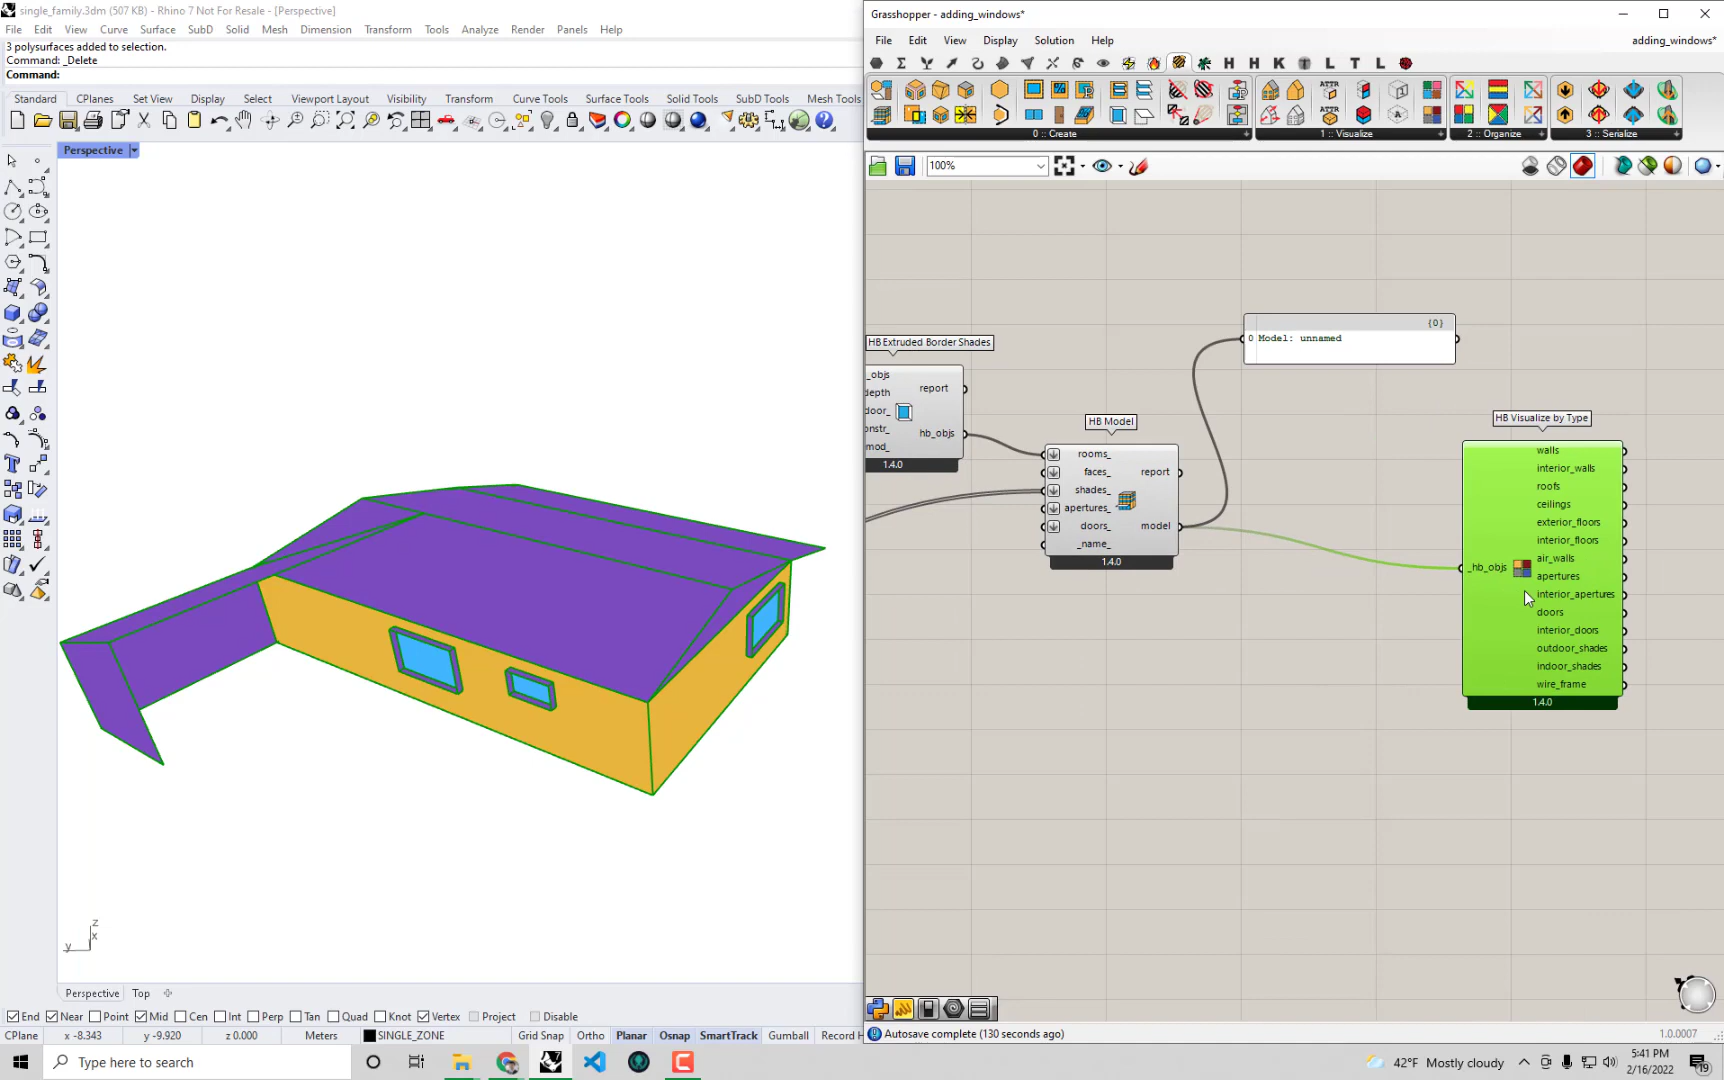 single_family.3dm (507 KB) - Rhino 7 Not For Resale - [Perspective]
File Edit View Curve Surface SubD Solid Mesh Dimension Transform Tools Analyze Render Panels Help
3 polysurfaces added to selection.
Command: _Delete
Command:
Standard CPlanes Set View Display Select Viewport Layout Visibility Transform Curve Tools Surface Tools Solid Tools SubD Tools Mesh Tools
Perspective
z
x
y
Perspective Top
End Near Point Mid Cen Int Perp Tan Quad Knot Vertex Project Disable
CPlane x -8.343 y -9.920 z 0.000 Meters SINGLE_ZONE Grid Snap Ortho Planar Osnap SmartTrack Gumball Record H
Grasshopper - adding_windows*
File Edit View Display Solution Help adding_windows*
H H K L T L
ATTR
ATTR
0 :: Create 1 :: Visualize 2 :: Organize 3 :: Serialize
100%
HB Extruded Border Shades
_objs
depth
door_
onstr_
mod_
report
hb_objs
1.4.0
HB Model
rooms_
faces_
shades_
apertures_
doors_
_name_
report
model
1.4.0
{0}
0 Model: unnamed
HB Visualize by Type
_hb_objs
walls
interior_walls
roofs
ceilings
exterior_floors
interior_floors
air_walls
apertures
interior_apertures
doors
interior_doors
outdoor_shades
indoor_shades
wire_frame
1.4.0
Autosave complete (130 seconds ago)
1.0.0007
Type here to search
42°F Mostly cloudy
5:41 PM
2/16/2022
19